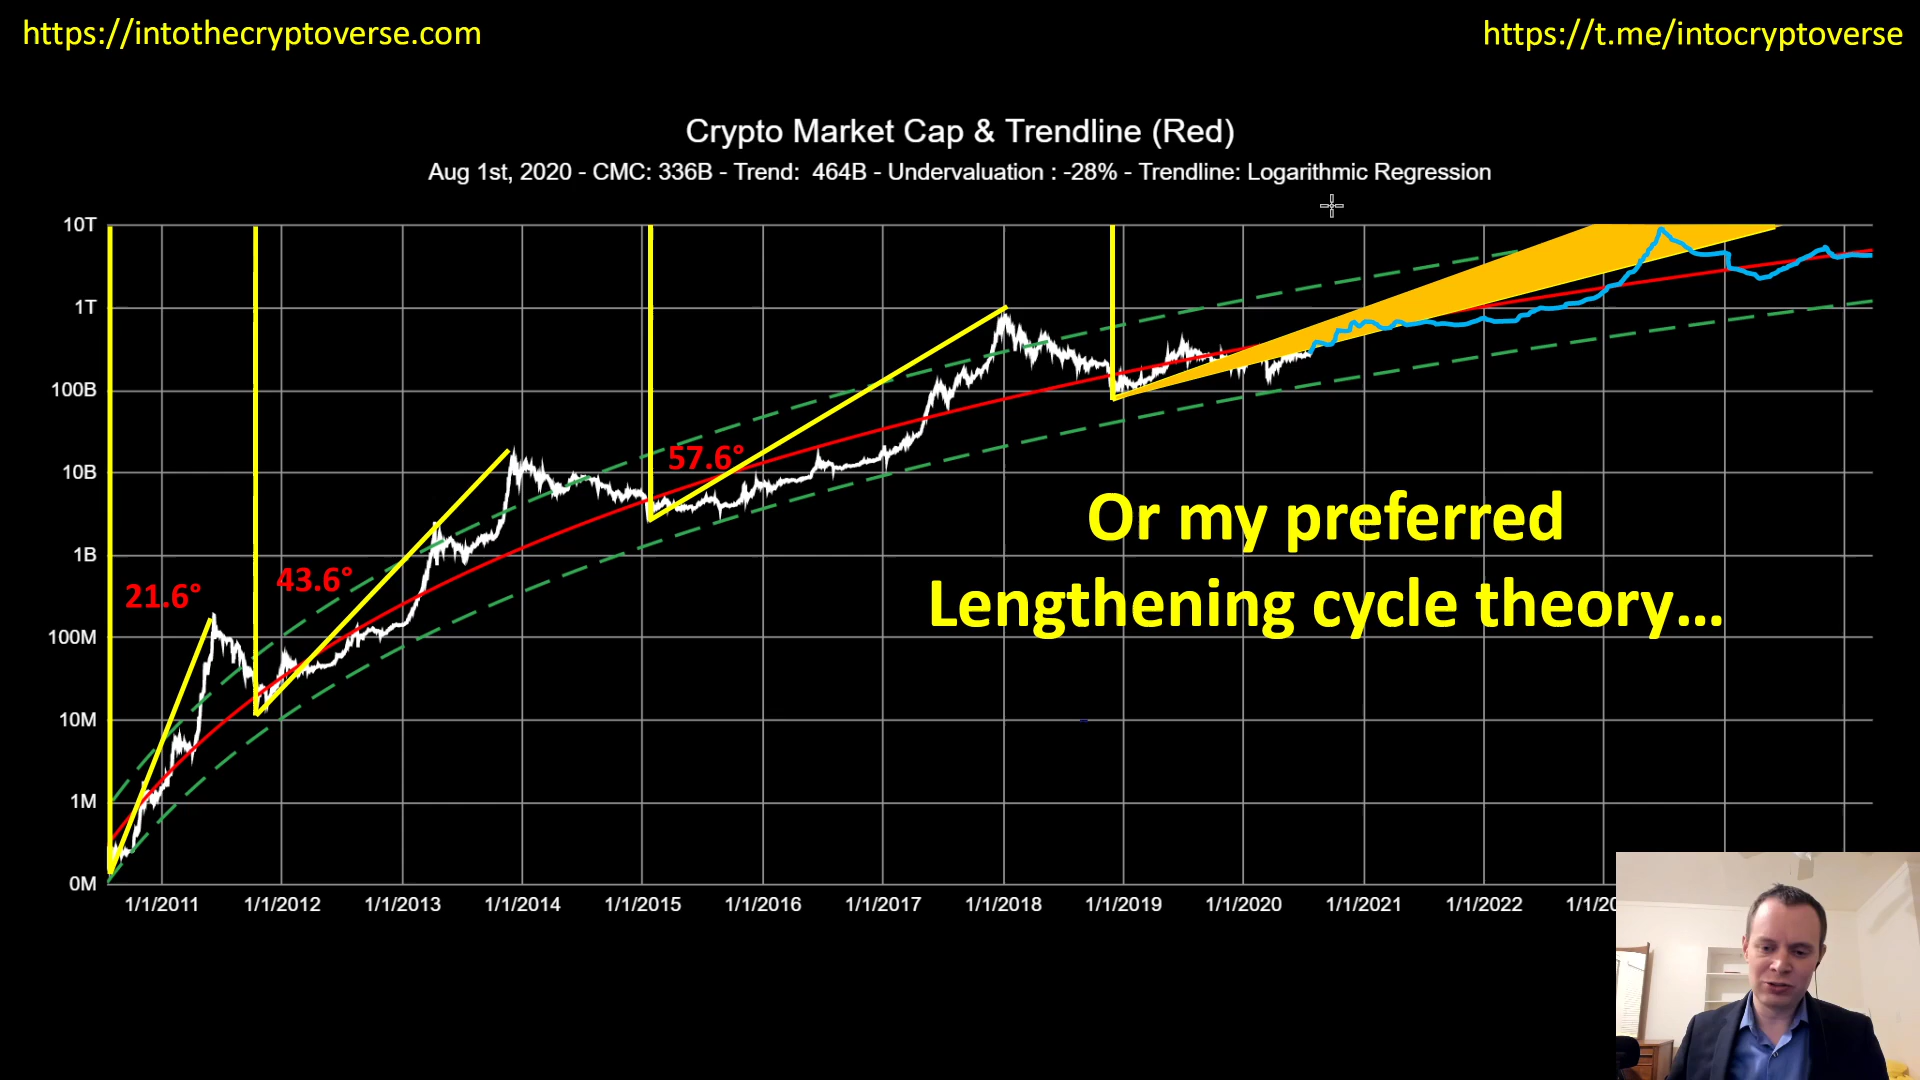 https://intothecryptoverse.com
https://t.me/intocryptoverse
Crypto Market Cap & Trendline (Red)
Aug 1st, 2020 - CMC: 336B - Trend:  464B - Undervaluation : -28% - Trendline: Logarithmic Regression
10T
1T
100B
10B
1B
100M
10M
1M
0M
21.6°
43.6°
57.6°
Or my preferred
Lengthening cycle theory...
1/1/2011
1/1/2012
1/1/2013
1/1/2014
1/1/2015
1/1/2016
1/1/2017
1/1/2018
1/1/2019
1/1/2020
1/1/2021
1/1/2022